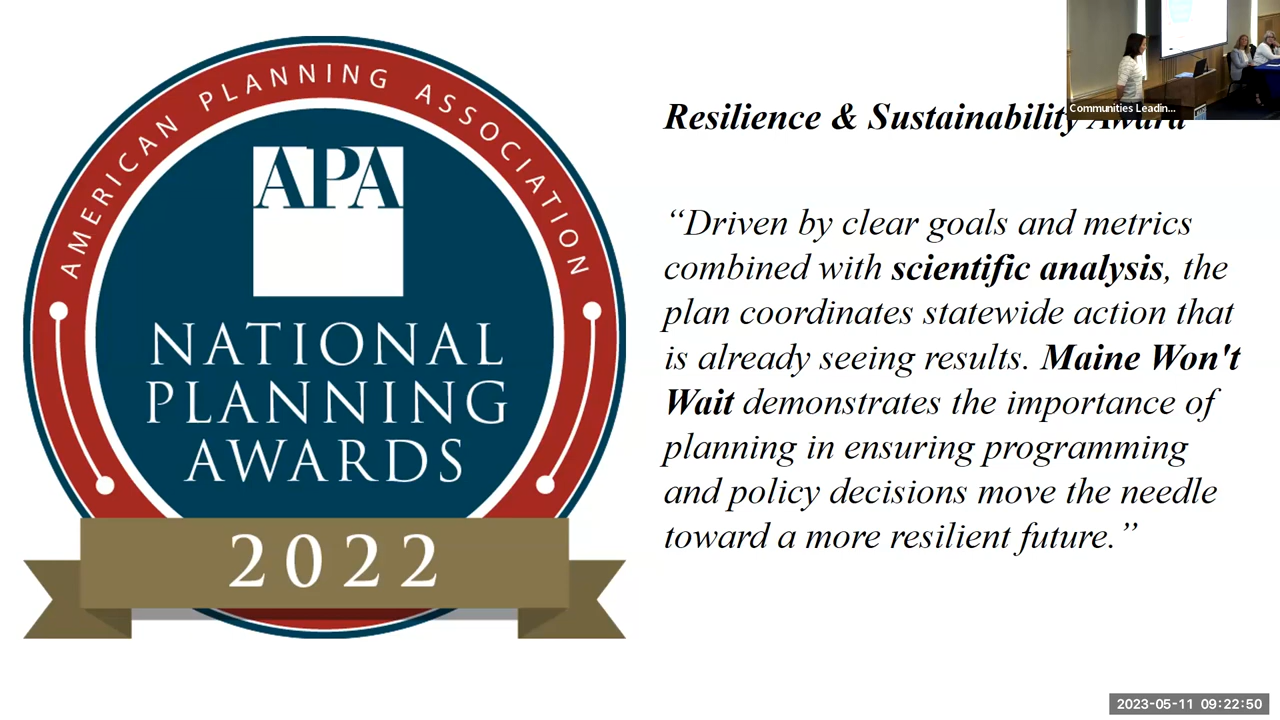 AMERICAN PLANNING ASSOCIATION
APA
NATIONAL
PLANNING
AWARDS
2022
Communities Leadin...
Resilience & Sustainability Award
“Driven by clear goals and metrics
combined with scientific analysis, the
plan coordinates statewide action that
is already seeing results. Maine Won't
Wait demonstrates the importance of
planning in ensuring programming
and policy decisions move the needle
toward a more resilient future.”
2023-05-11 09:22:50